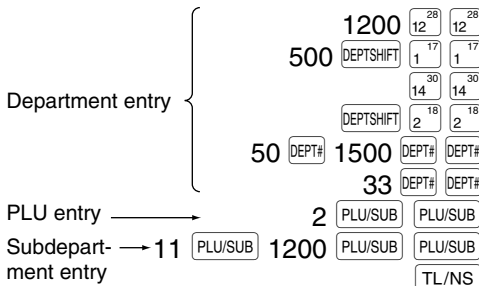 1200 12 28 12 28
500 DEPTSHIFT 1 17 1 17
14 30 14 30
Department entry
DEPTSHIFT 2 18 2 18
50 DEPT# 1500 DEPT# DEPT#
33 DEPT# DEPT#
PLU entry 2 PLU/SUB PLU/SUB
Subdepart- 11 PLU/SUB 1200 PLU/SUB PLU/SUB
ment entry
TL/NS